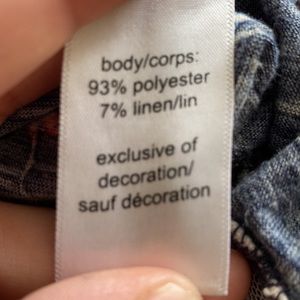 body/corps:
93% polyester
7% linen/lin
exclusive of
decoration/
sauf décoration